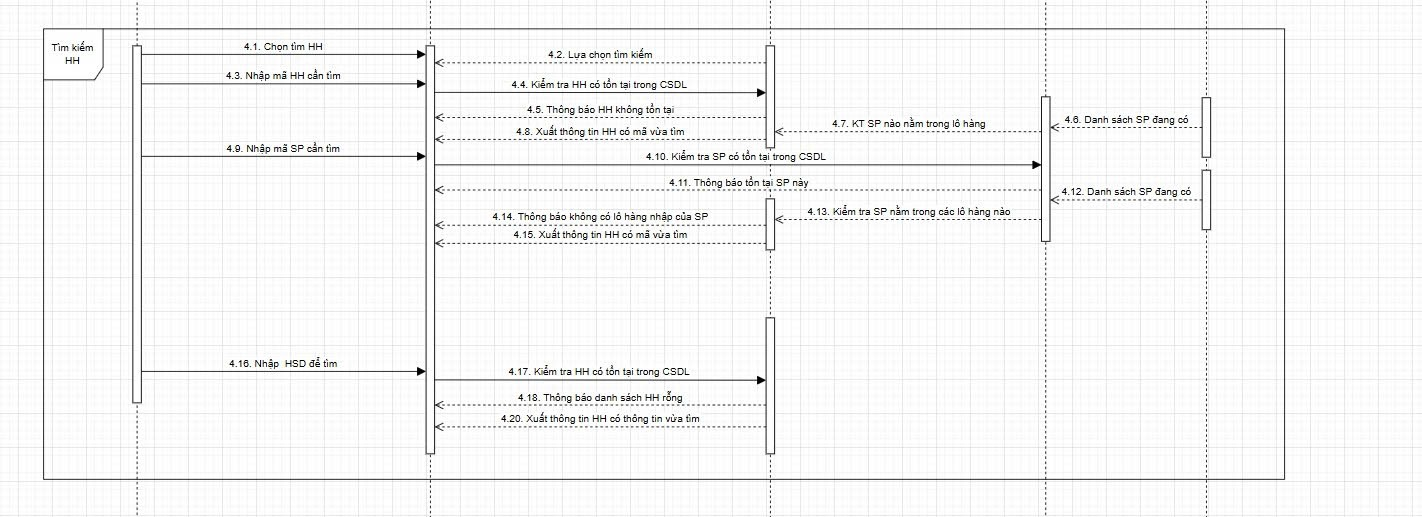 Tìm kiếm
HH
4.1. Chọn tìm HH
4.2. Lựa chọn tìm kiếm
4.3. Nhập mã HH cần tìm
4.4. Kiểm tra HH có tồn tại trong CSDL
4.5. Thông báo HH không tồn tại
4.6. Danh sách SP đang có
4.7. KT SP nào nằm trong lô hàng
4.8. Xuất thông tin HH có mã vừa tìm
4.9. Nhập mã SP cần tìm
4.10. Kiểm tra SP có tồn tại trong CSDL
4.11. Thông báo tồn tại SP này
4.12. Danh sách SP đang có
4.13. Kiểm tra SP nằm trong các lô hàng nào
4.14. Thông báo không có lô hàng nhập của SP
4.15. Xuất thông tin HH có mã vừa tìm
4.16. Nhập HSD để tìm
4.17. Kiểm tra HH có tồn tại trong CSDL
4.18. Thông báo danh sách HH rỗng
4.20. Xuất thông tin HH có thông tin vừa tìm